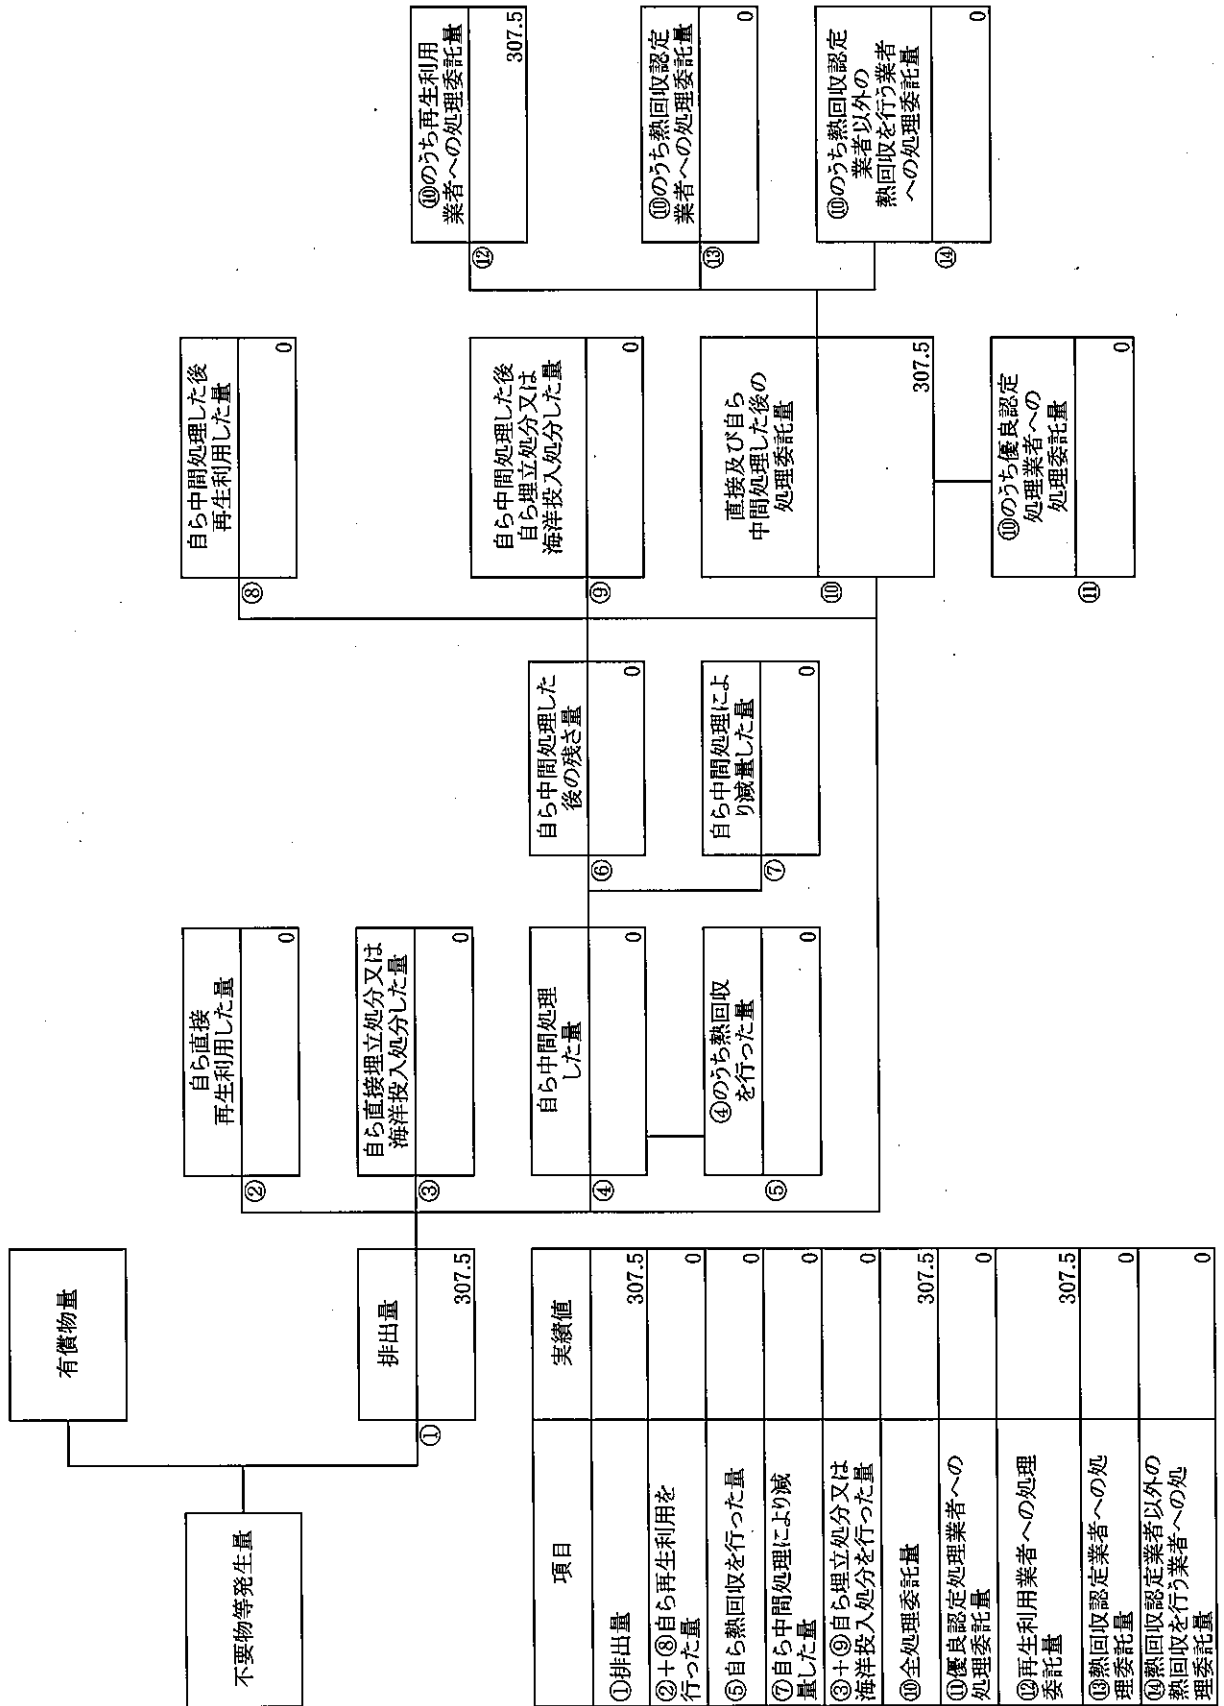 不要物等発生量
有償物量
①
排出量
307.5
②
自ら直接
再生利用した量
0
③
自ら直接埋立処分又は
海洋投入処分した量
0
④
自ら中間処理
した量
0
⑤
④のうち熱回収
を行った量
0
⑥
自ら中間処理した
後の残さ量
0
⑦
自ら中間処理によ
り減量した量
0
⑧
自ら中間処理した後
再生利用した量
0
⑨
自ら中間処理した後
自ら埋立処分又は
海洋投入処分した量
0
⑩
直接及び自ら
中間処理した後の
処理委託量
307.5
⑪
⑩のうち優良認定
処理業者への
処理委託量
0
⑫
⑩のうち再生利用
業者への処理委託量
307.5
⑬
⑩のうち熱回収認定
業者への処理委託量
0
⑭
⑩のうち熱回収認定
業者以外の
熱回収を行う業者
への処理委託量
0
項目
実績値
①排出量
307.5
②+⑧自ら再生利用を
行った量
0
⑤自ら熱回収を行った量
0
⑦自ら中間処理により減
量した量
0
③+⑨自ら埋立処分又は
海洋投入処分を行った量
0
⑩全処理委託量
307.5
⑪優良認定処理業者への
処理委託量
0
⑫再生利用業者への処理
委託量
307.5
⑬熱回収認定業者への処
理委託量
0
⑭熱回収認定業者以外の
熱回収を行う業者への処
理委託量
0